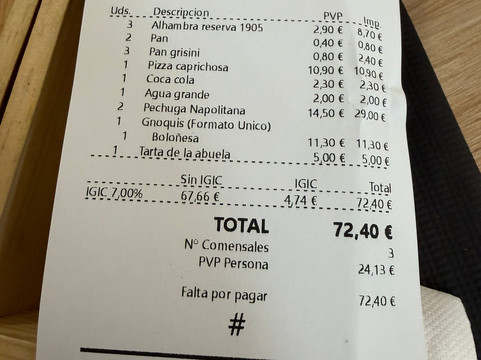 Uds. Descripcion PVP Imp.
3 Alhambra reserva 1905 2,90 € 8,70 €
2 Pan 0,40 € 0,80 €
3 Pan grisini 0,80 € 2,40 €
1 Pizza caprichosa 10,90 € 10,90 €
1 Coca cola 2,30 € 2,30 €
1 Agua grande 2,00 € 2,00 €
2 Pechuga Napolitana 14,50 € 29,00 €
1 Gnoquis (Formato Unico)
1 Boloñesa 11,30 € 11,30 €
1 Tarta de la abuela 5,00 € 5,00 €
Sin IGIC IGIC Total
IGIC 7,00% 67,66 € 4,74 € 72,40 €
TOTAL 72,40 €
Nº Comensales 3
PVP Persona 24,13 €
Falta por pagar 72,40 €
#